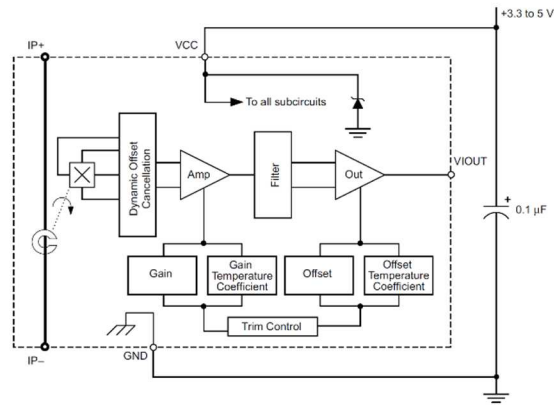 +3.3 to 5 V
IP+
VCC
To all subcircuits
Dynamic Offset
Cancellation
Amp
Filter
Out
VIOUT
+
0.1 µF
Gain
Gain
Temperature
Coefficient
Offset
Offset
Temperature
Coefficient
Trim Control
GND
IP–